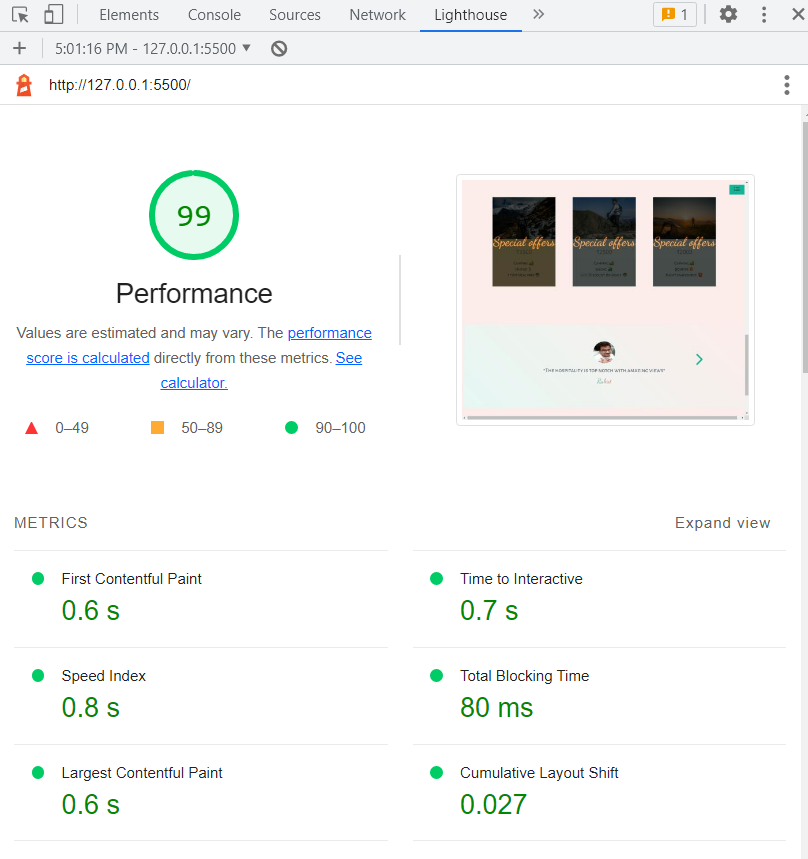 Elements Console Sources Network Lighthouse » 1
+ 5:01:16 PM - 127.0.0.1:5500 ▼
http://127.0.0.1:5500/
99
Performance
Values are estimated and may vary. The performance
score is calculated directly from these metrics. See
calculator.
0–49 50–89 90–100
Special offers Special offers Special offers
"The hospitality is top notch with amazing views"
METRICS Expand view
First Contentful Paint Time to Interactive
0.6 s 0.7 s
Speed Index Total Blocking Time
0.8 s 80 ms
Largest Contentful Paint Cumulative Layout Shift
0.6 s 0.027